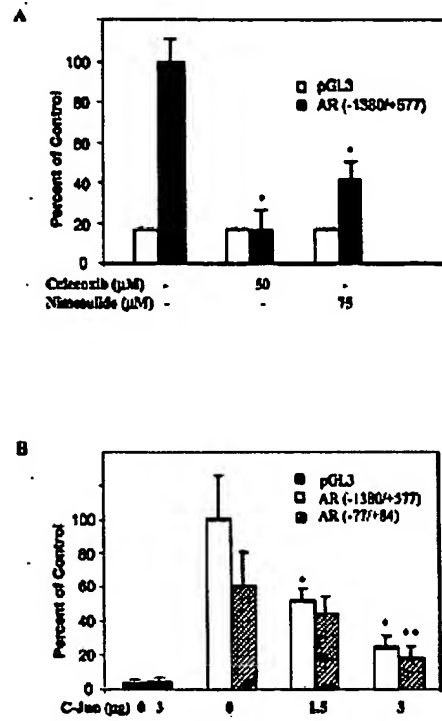 A
Percent of Control
100
80
60
40
20
0
pGL3
AR (-1380/+577)
Celecoxib (µM) - 50 -
Nimesulide (µM) - - 75
B
Percent of Control
100
80
60
40
20
0
pGL3
AR (-1380/+577)
AR (-77/+84)
C-Jun (µg) 0 3 0 1.5 3